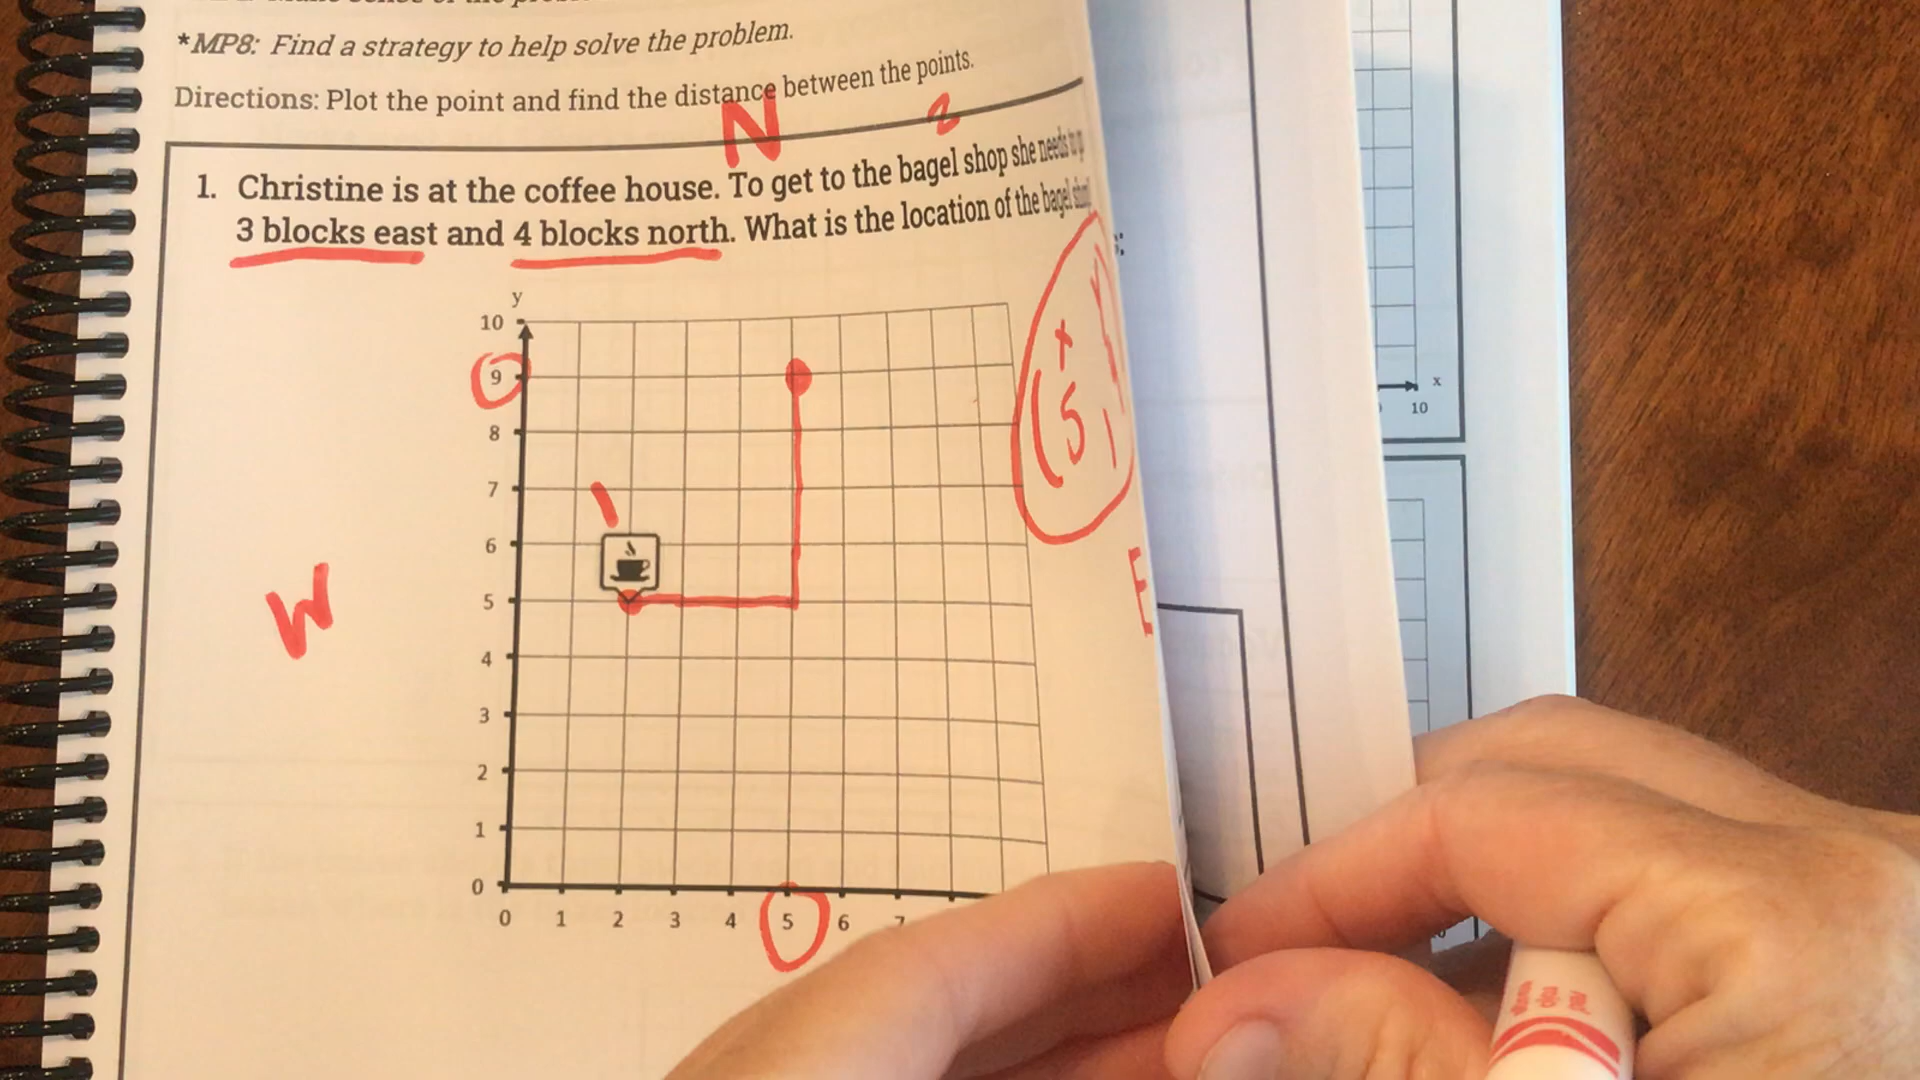 *MP8: Find a strategy to help solve the problem.
Directions: Plot the point and find the distance between the points.
N
2
1. Christine is at the coffee house. To get to the bagel shop she needs to
3 blocks east and 4 blocks north. What is the location of the bagel
y
10
9
8
7
6
5
4
3
2
1
0
0 1 2 3 4 5 6 7
1
W
E
x
(5,
x
10